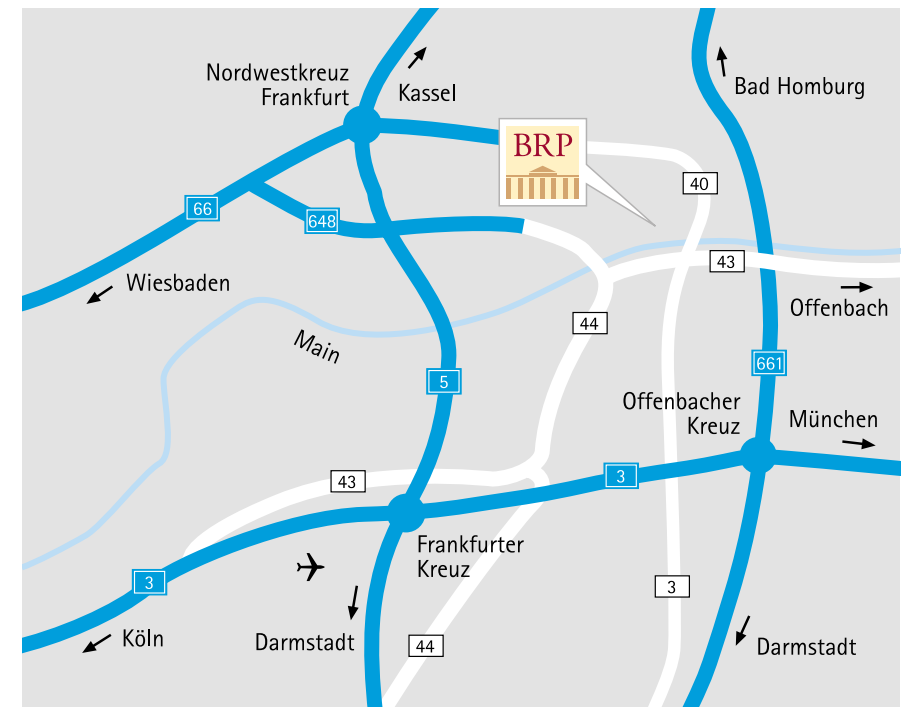 Nordwestkreuz
Frankfurt
Kassel
Bad Homburg
BRP
40
66
648
43
Wiesbaden
Offenbach
44
Main
661
5
Offenbacher
Kreuz
München
43
3
Frankfurter
Kreuz
3
3
Köln
Darmstadt
44
Darmstadt